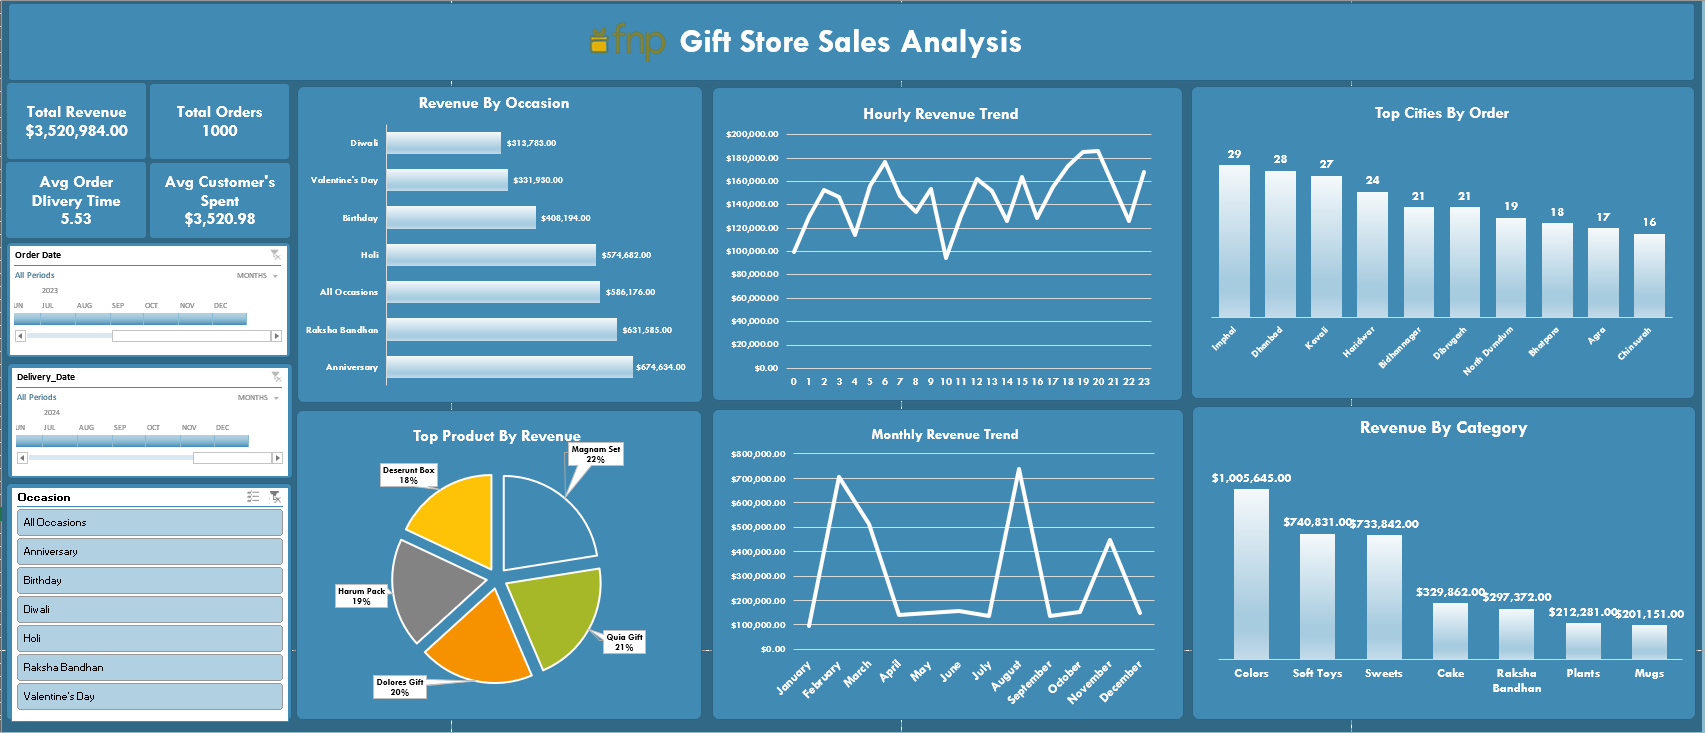 fnp Gift Store Sales Analysis
Total Revenue
$3,520,984.00
Total Orders
1000
Avg Order
Dlivery Time
5.53
Avg Customer's
Spent
$3,520.98
Order Date
All Periods
MONTHS
2023
UN JUL AUG SEP OCT NOV DEC
Delivery_Date
All Periods
MONTHS
2024
UN JUL AUG SEP OCT NOV DEC
Occasion
All Occasions
Anniversary
Birthday
Diwali
Holi
Raksha Bandhan
Valentine's Day
Revenue By Occasion
Diwali $313,783.00
Valentine's Day $331,930.00
Birthday $408,194.00
Holi $574,682.00
All Occasions $586,176.00
Raksha Bandhan $631,585.00
Anniversary $674,634.00
Top Product By Revenue
Magnam Set
22%
Deserunt Box
18%
Harum Pack
19%
Quia Gift
21%
Dolores Gift
20%
Hourly Revenue Trend
$200,000.00
$180,000.00
$160,000.00
$140,000.00
$120,000.00
$100,000.00
$80,000.00
$60,000.00
$40,000.00
$20,000.00
$0.00
0 1 2 3 4 5 6 7 8 9 10 11 12 13 14 15 16 17 18 19 20 21 22 23
Monthly Revenue Trend
$800,000.00
$700,000.00
$600,000.00
$500,000.00
$400,000.00
$300,000.00
$200,000.00
$100,000.00
$0.00
January February March April May June July August September October November December
Top Cities By Order
29 28 27 24 21 21 19 18 17 16
Imphal Dhanbad Kavali Haridwar Bidhannagar Dibrugarh North Dumdum Bhatpara Agra Chinsurah
Revenue By Category
$1,005,645.00
$740,831.00 $733,842.00
$329,862.00 $297,372.00
$212,281.00 $201,151.00
Colors Soft Toys Sweets Cake Raksha Bandhan Plants Mugs